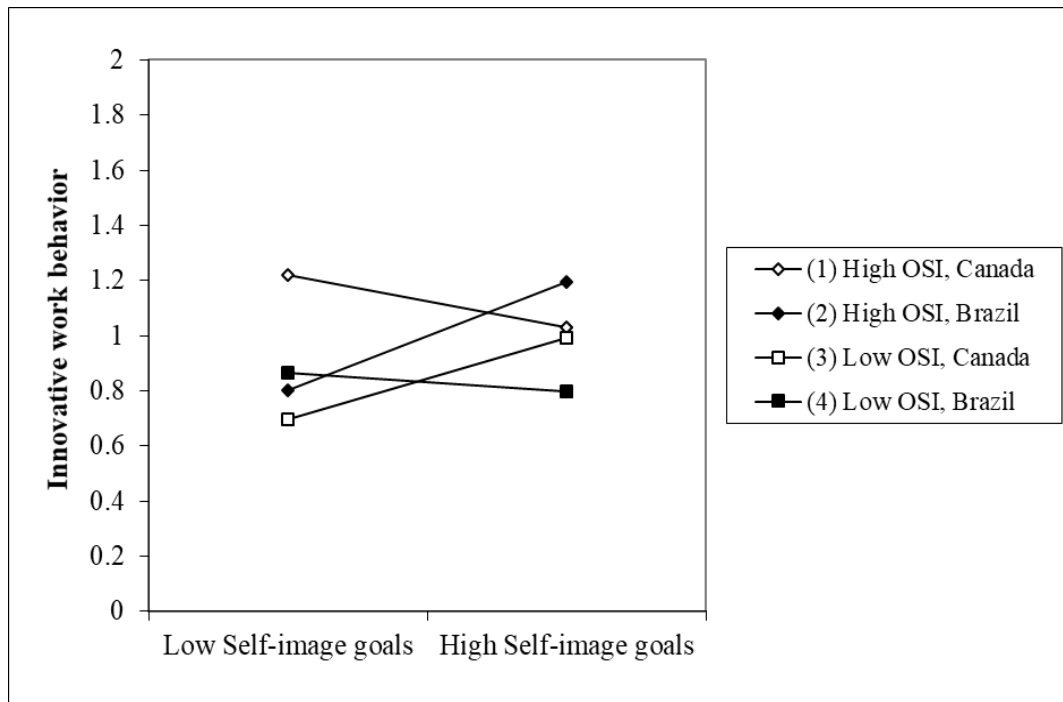 Innovative work behavior
2
1.8
1.6
1.4
1.2
1
0.8
0.6
0.4
0.2
0
Low Self-image goals
High Self-image goals
(1) High OSI, Canada
(2) High OSI, Brazil
(3) Low OSI, Canada
(4) Low OSI, Brazil